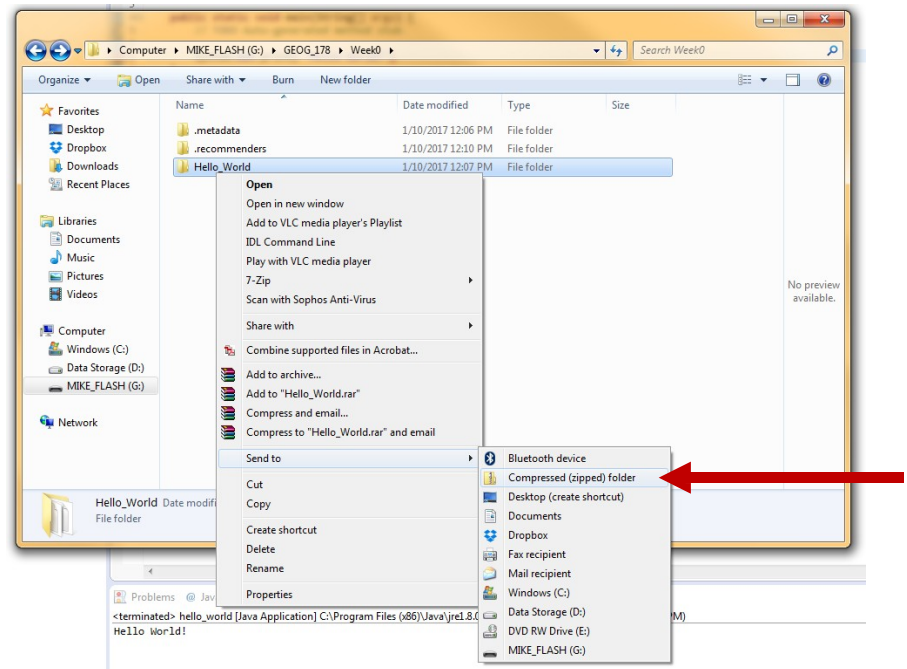 public static void main(String[] args) {
Computer MIKE_FLASH (G:) GEOG_178 Week0
Search Week0
Organize Open Share with Burn New folder
Name Date modified Type Size
Favorites
Desktop
Dropbox
Downloads
Recent Places
Libraries
Documents
Music
Pictures
Videos
Computer
Windows (C:)
Data Storage (D:)
MIKE_FLASH (G:)
Network
.metadata 1/10/2017 12:06 PM File folder
.recommenders 1/10/2017 12:10 PM File folder
Hello_World 1/10/2017 12:07 PM File folder
No preview
available.
Open
Open in new window
Add to VLC media player's Playlist
IDL Command Line
Play with VLC media player
7-Zip
Scan with Sophos Anti-Virus
Share with
Combine supported files in Acrobat...
Add to archive...
Add to "Hello_World.rar"
Compress and email...
Compress to "Hello_World.rar" and email
Send to
Cut
Copy
Create shortcut
Delete
Rename
Properties
Bluetooth device
Compressed (zipped) folder
Desktop (create shortcut)
Documents
Dropbox
Fax recipient
Mail recipient
Windows (C:)
Data Storage (D:)
DVD RW Drive (E:)
MIKE_FLASH (G:)
Hello_World Date modifi
File folder
Problems @ Jav
<terminated> hello_world [Java Application] C:\Program Files (x86)\Java\jre1.8.0 PM)
Hello World!